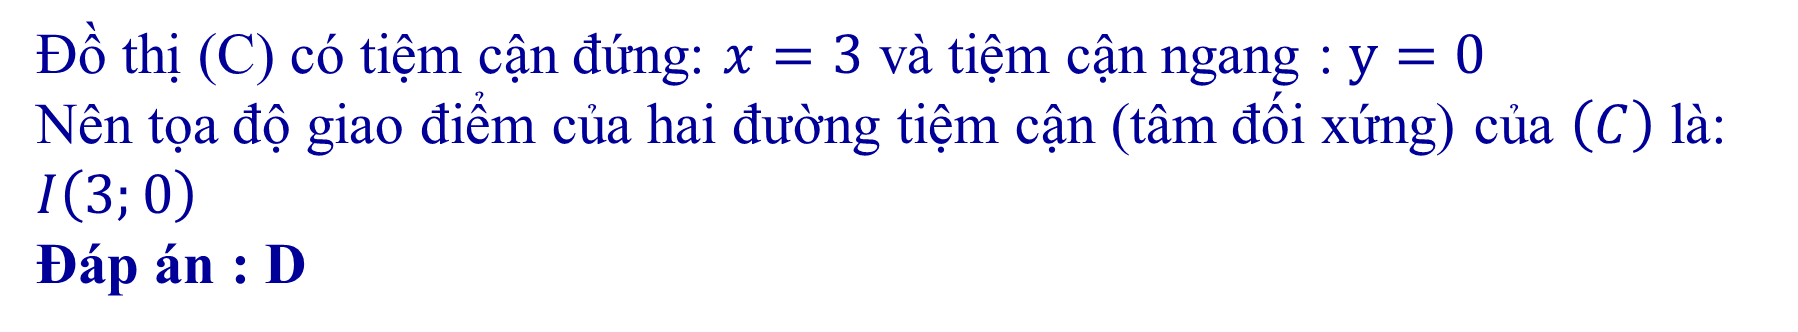 Đồ thị (C) có tiệm cận đứng: x = 3 và tiệm cận ngang : y = 0
Nên tọa độ giao điểm của hai đường tiệm cận (tâm đối xứng) của (C) là:
I(3; 0)
Đáp án : D